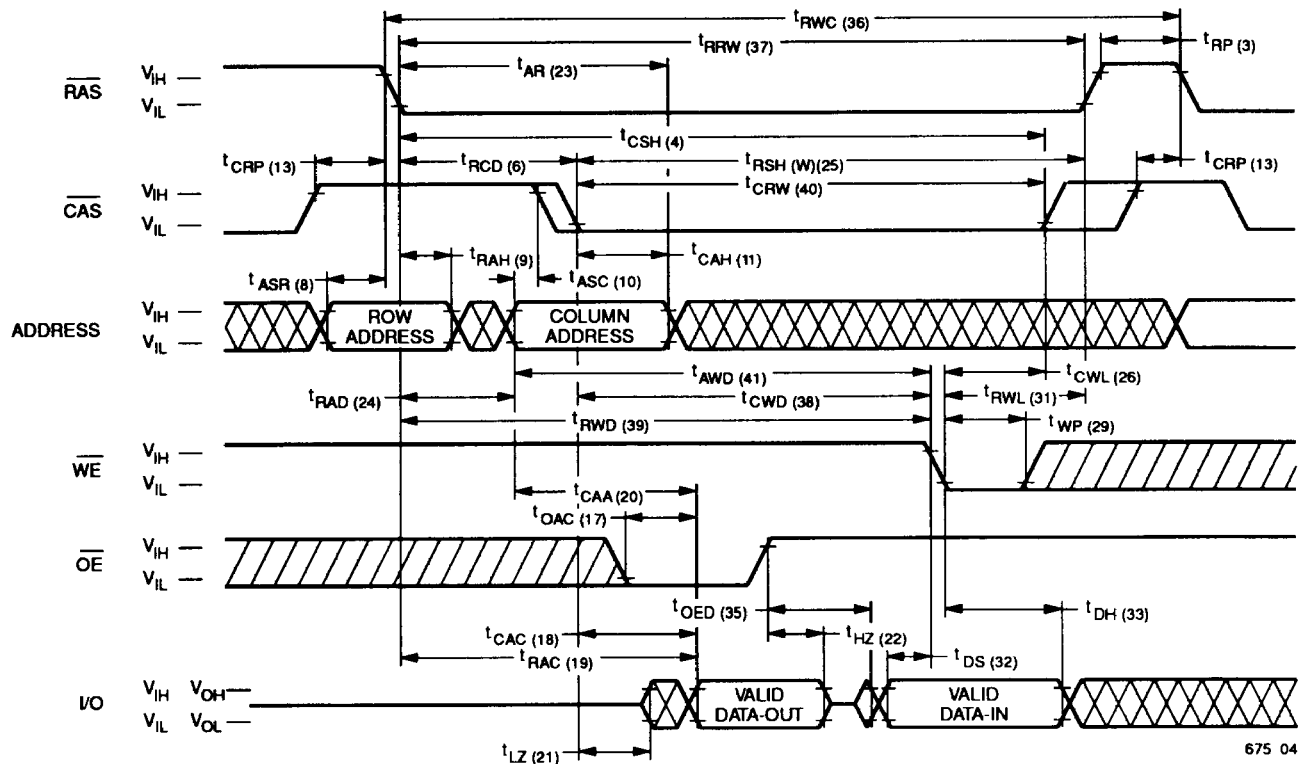 tRWC (36)
tRRW (37)
tRP (3)
tAR (23)
RAS
VIH
VIL
tCSH (4)
tCRP (13)
tRCD (6)
tRSH (W)(25)
tCRP (13)
tCRW (40)
CAS
VIH
VIL
tRAH (9)
tCAH (11)
tASR (8)
tASC (10)
ADDRESS
VIH
VIL
ROW
ADDRESS
COLUMN
ADDRESS
tAWD (41)
tCWL (26)
tRAD (24)
tCWD (38)
tRWL (31)
tRWD (39)
tWP (29)
WE
VIH
VIL
tCAA (20)
tOAC (17)
OE
VIH
VIL
tOED (35)
tDH (33)
tCAC (18)
tHZ (22)
tRAC (19)
tDS (32)
I/O
VIH VOH
VIL VOL
VALID
DATA-OUT
VALID
DATA-IN
tLZ (21)
675 04